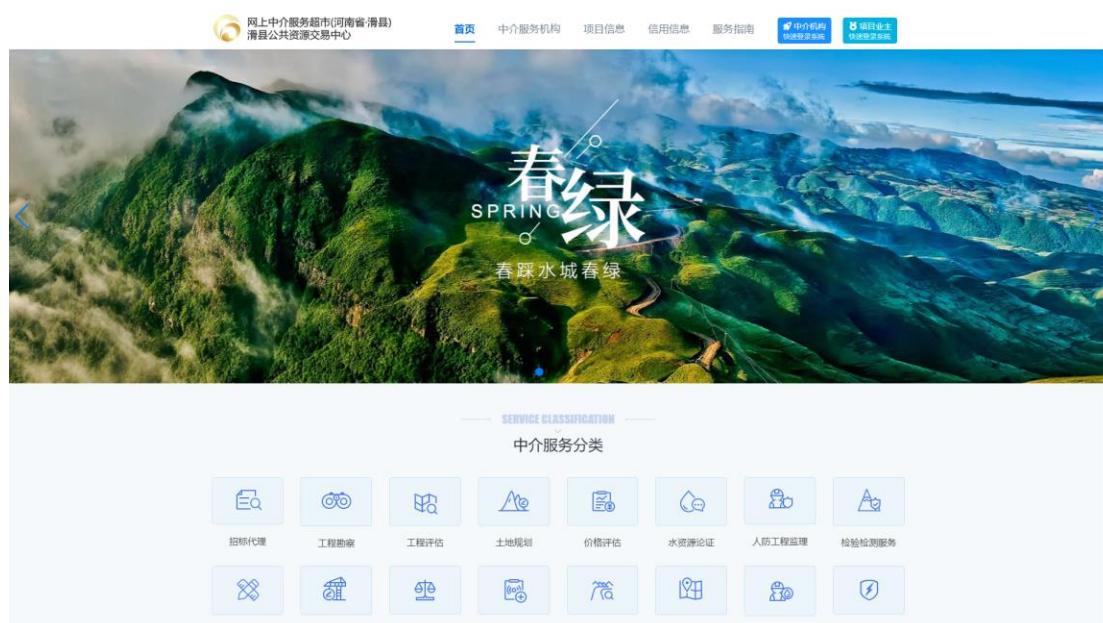 网上中介服务超市(河南省·滑县)
滑县公共资源交易中心
首页
中介服务机构
项目信息
信用信息
服务指南
中介机构
快速登录系统
项目业主
快速登录系统
春绿
SPRING
春踩水城春绿
SERVICE CLASSIFICATION
中介服务分类
招标代理
工程勘察
工程评估
土地规划
价格评估
水资源论证
人防工程监理
检验检测服务